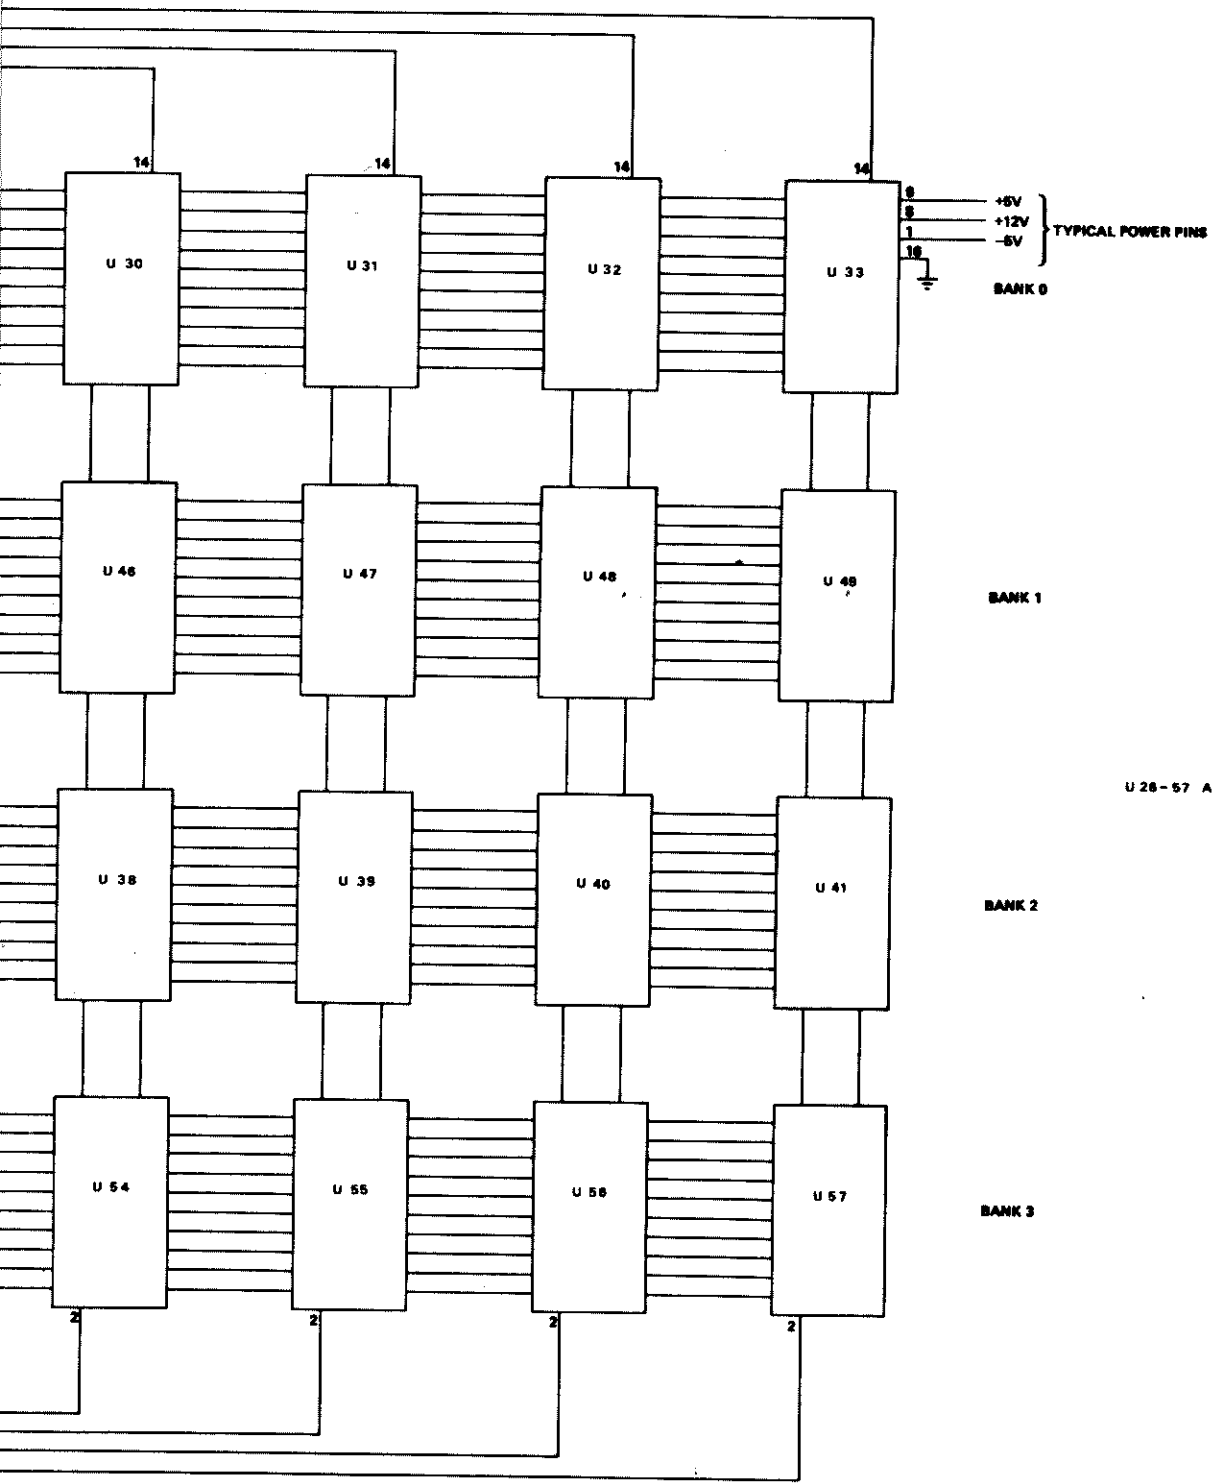 14
14
14
14
U 30
U 31
U 32
U 33
9 +5V
8 +12V
1 -5V
16
TYPICAL POWER PINS
BANK 0
U 46
U 47
U 48
U 49
BANK 1
U 26-57 A
U 38
U 39
U 40
U 41
BANK 2
U 54
U 55
U 56
U 57
BANK 3
2
2
2
2